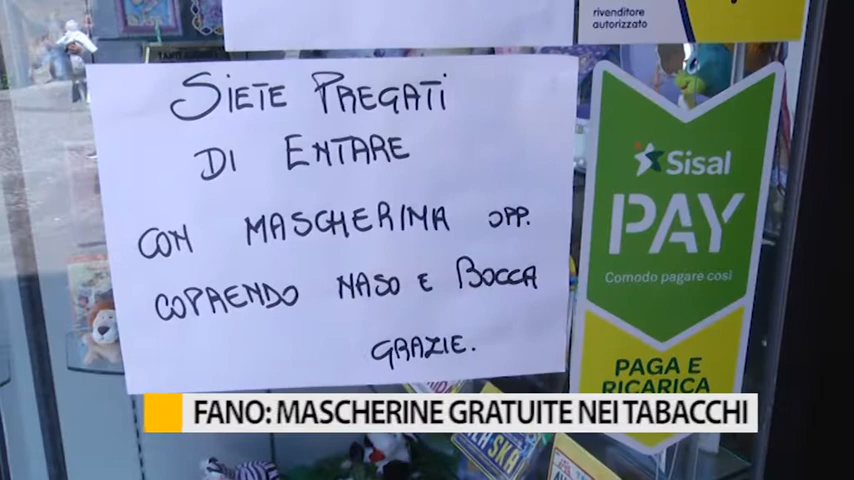 rivenditore
autorizzato
SIETE PREGATI
DI ENTARE
CON MASCHERINA OPP.
COPRENDO NASO E BOCCA
GRAZIE.
Sisal
PAY
Comodo pagare così
PAGA E
RICARICA
FANO: MASCHERINE GRATUITE NEI TABACCHI